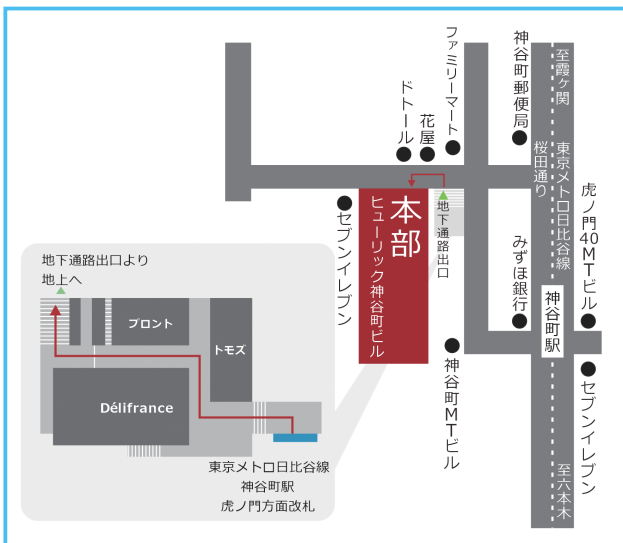 ファミリーマート
神谷町郵便局
至霞ヶ関
ドトール
花屋
桜田通り
東京メトロ日比谷線
虎ノ門40MTビル
セブンイレブン
本部
ヒューリック神谷町ビル
地下通路出口
みずほ銀行
神谷町駅
神谷町MTビル
セブンイレブン
至六本木
地下通路出口より
地上へ
プロント
トモズ
Délifrance
東京メトロ日比谷線
神谷町駅
虎ノ門方面改札